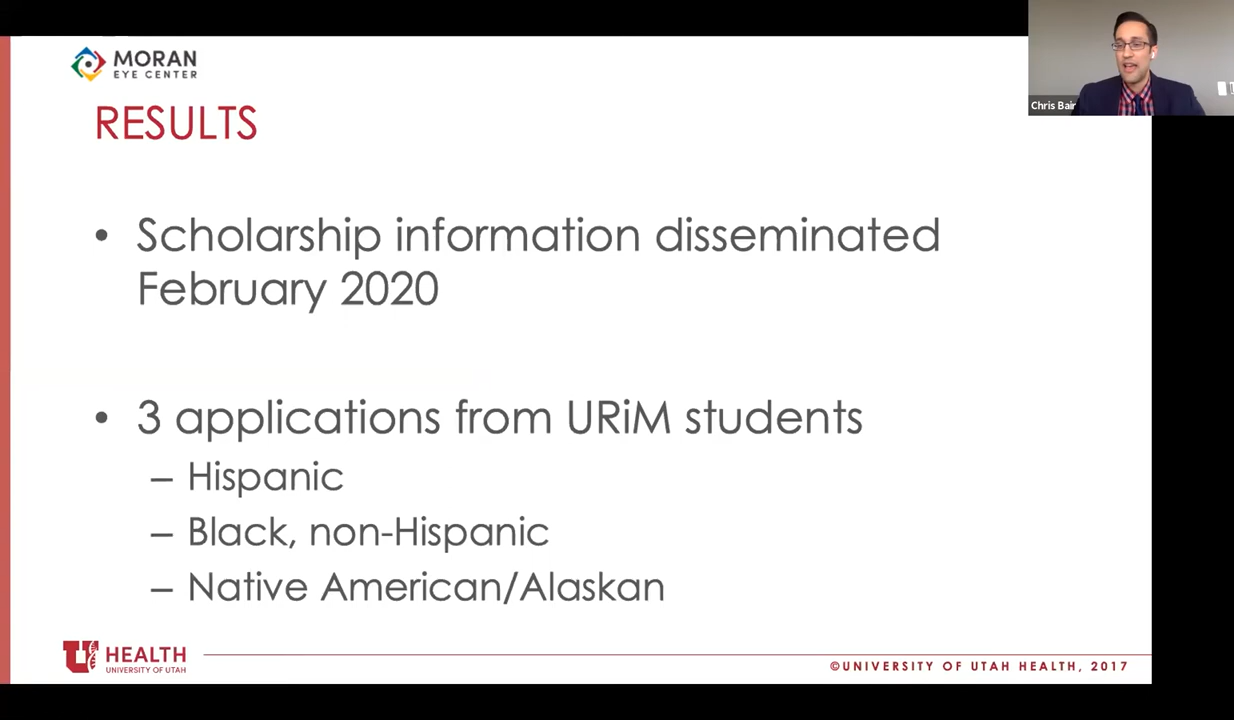 MORAN
EYE CENTER
Chris Bair
RESULTS
• Scholarship information disseminated
February 2020
• 3 applications from URiM students
– Hispanic
– Black, non-Hispanic
– Native American/Alaskan
U HEALTH
UNIVERSITY OF UTAH
©UNIVERSITY OF UTAH HEALTH, 2017